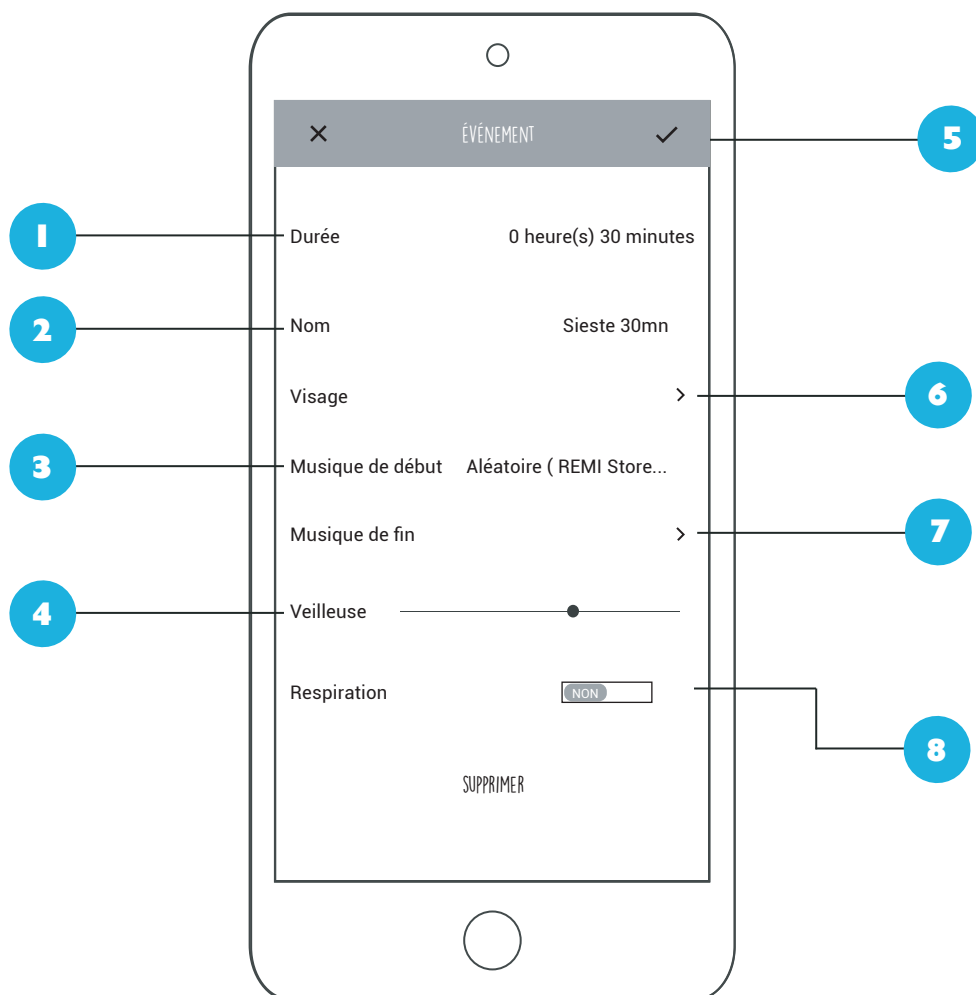 ÉVÉNEMENT
5
1
Durée 0 heure(s) 30 minutes
2
Nom Sieste 30mn
Visage >
6
3
Musique de début Aléatoire ( REMI Store...
Musique de fin >
7
4
Veilleuse
Respiration NON
8
SUPPRIMER